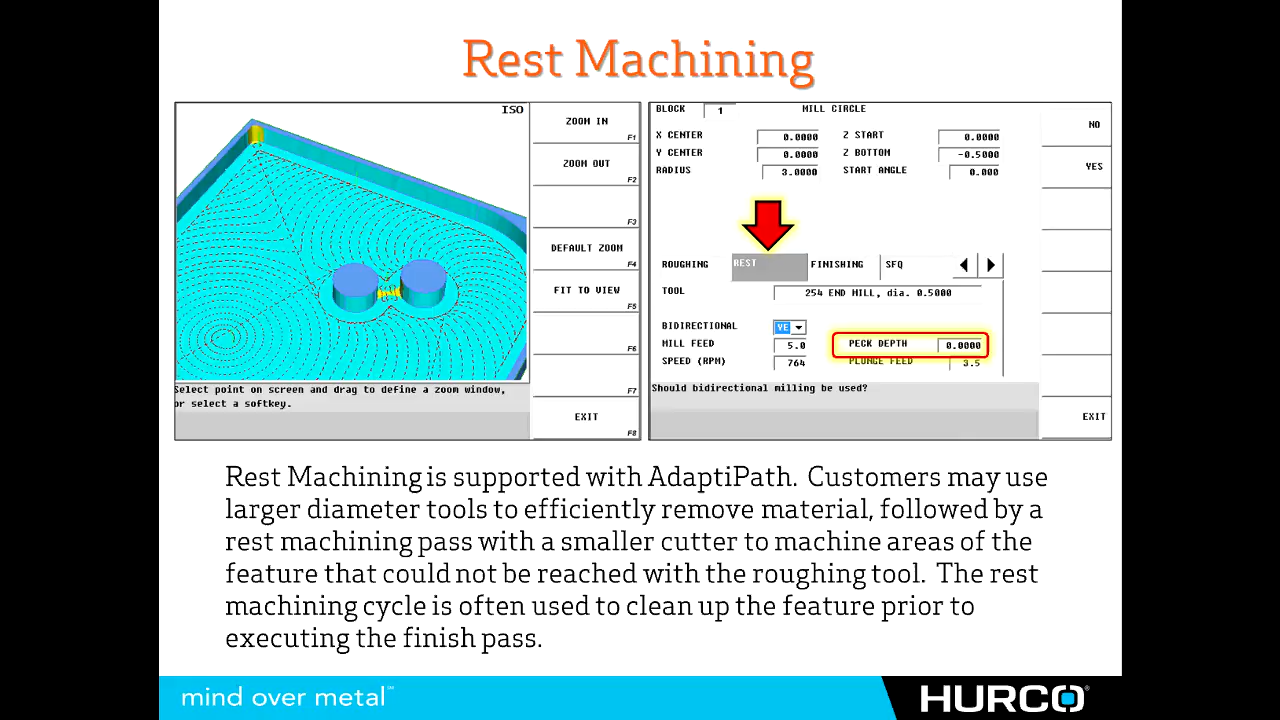 Rest Machining
ISO
ZOOM IN
F1
ZOOM OUT
F2
F3
DEFAULT ZOOM
F4
FIT TO VIEW
F5
F6
F7
EXIT
F8
Select point on screen and drag to define a zoom window,
or select a softkey.
BLOCK 1 MILL CIRCLE
X CENTER 0.0000 Z START 0.0000
Y CENTER 0.0000 Z BOTTOM -0.5000
RADIUS 3.0000 START ANGLE 0.000
ROUGHING REST FINISHING SFQ
TOOL 254 END MILL, dia. 0.5000
BIDIRECTIONAL YE
MILL FEED 5.0 PECK DEPTH 0.0000
SPEED (RPM) 764 PLUNGE FEED 3.5
Should bidirectional milling be used?
NO
YES
EXIT
Rest Machining is supported with AdaptiPath. Customers may use
larger diameter tools to efficiently remove material, followed by a
rest machining pass with a smaller cutter to machine areas of the
feature that could not be reached with the roughing tool. The rest
machining cycle is often used to clean up the feature prior to
executing the finish pass.
mind over metal™
HURCO®